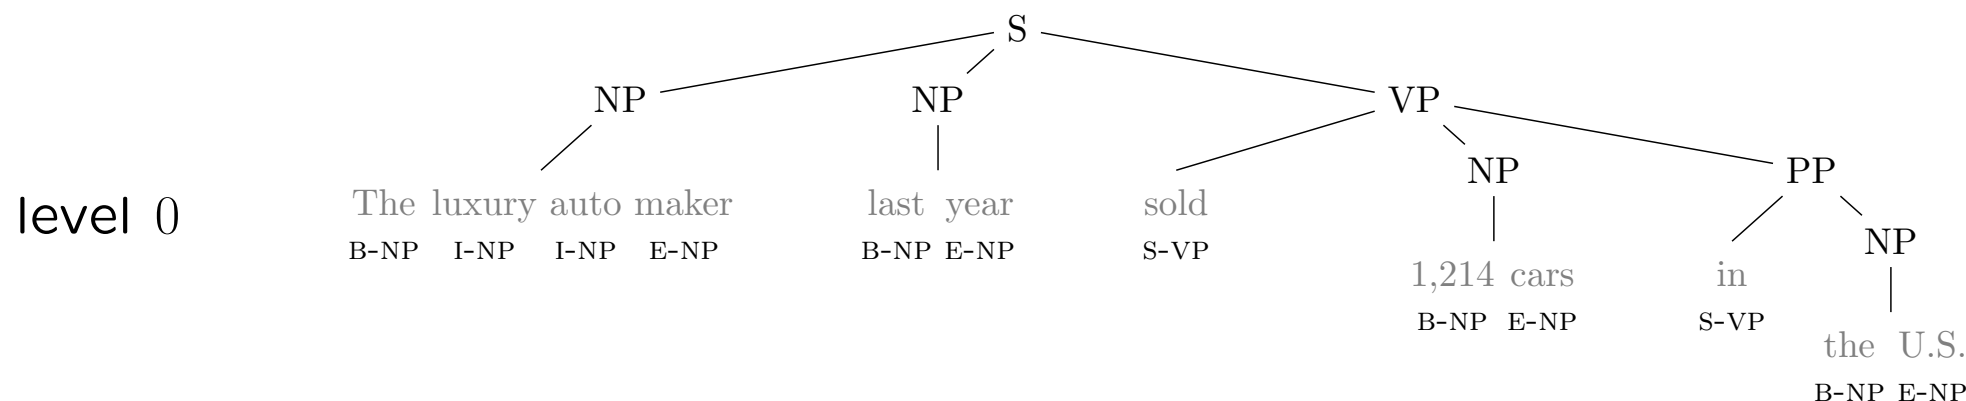 S
NP NP VP
NP PP
level 0 The luxury auto maker last year sold
B-NP I-NP I-NP E-NP B-NP E-NP S-VP
NP
1,214 cars in
B-NP E-NP S-VP
the U.S.
B-NP E-NP